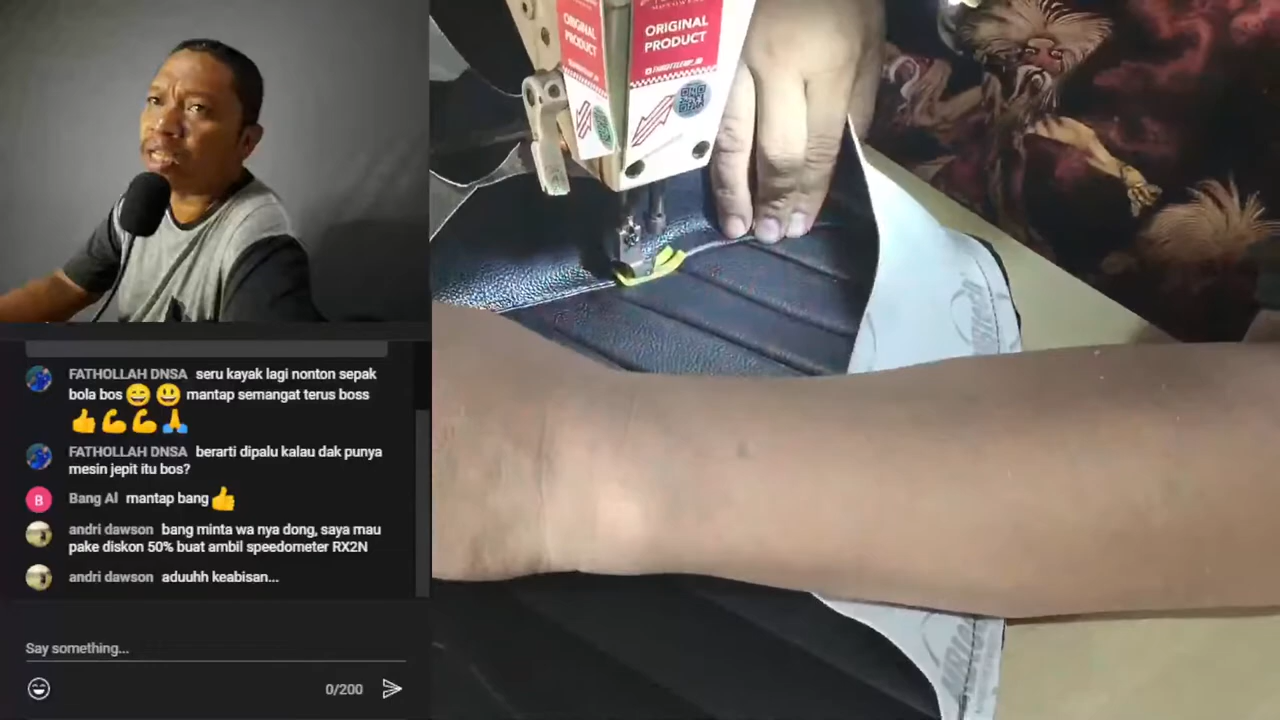 ORIGINAL
PRODUCT
ORIGINAL
PRODUCT
FATHOLLAH DNSA seru kayak lagi nonton sepak
bola bos 😄 😃 mantap semangat terus boss
👍💪💪🙏
FATHOLLAH DNSA berarti dipalu kalau dak punya
mesin jepit itu bos?
B
Bang Al mantap bang👍
andri dawson bang minta wa nya dong, saya mau
pake diskon 50% buat ambil speedometer RX2N
andri dawson aduuhh keabisan...
Say something...
0/200